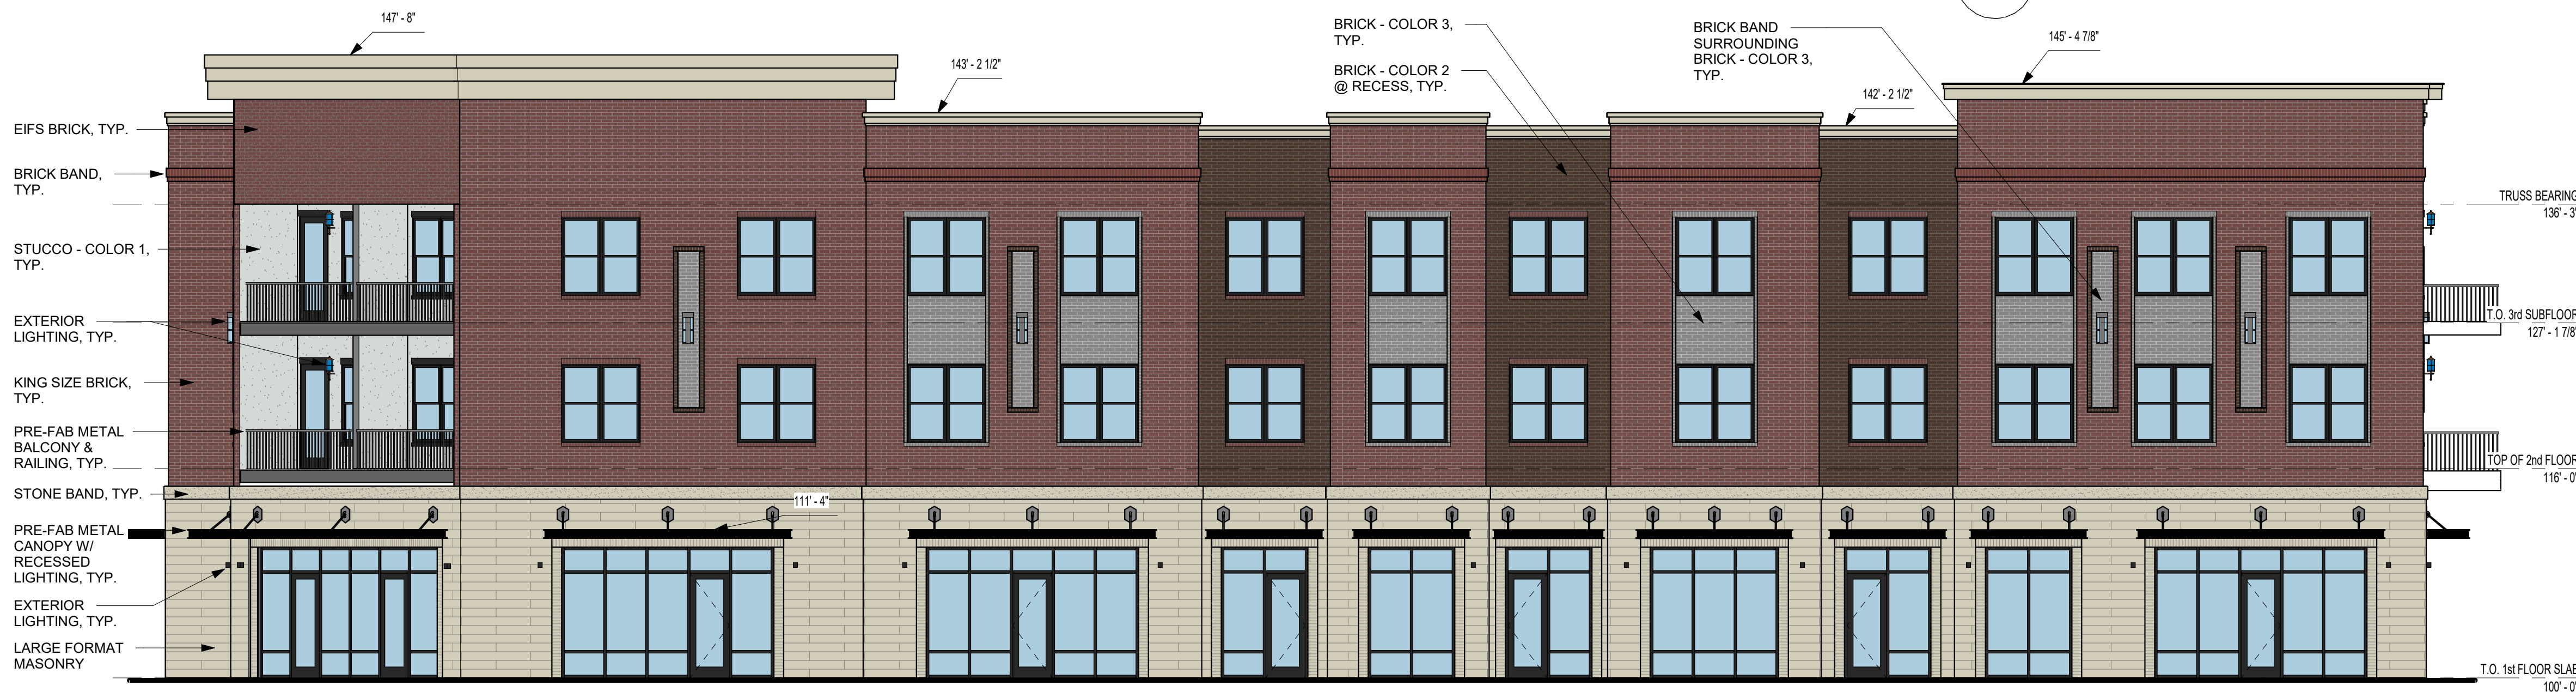 147' - 8"
143' - 2 1/2"
BRICK - COLOR 3,
TYP.
BRICK - COLOR 2
@ RECESS, TYP.
BRICK BAND
SURROUNDING
BRICK - COLOR 3,
TYP.
142' - 2 1/2"
145' - 4 7/8"
EIFS BRICK, TYP.
BRICK BAND,
TYP.
STUCCO - COLOR 1,
TYP.
EXTERIOR
LIGHTING, TYP.
KING SIZE BRICK,
TYP.
PRE-FAB METAL
BALCONY &
RAILING, TYP.
STONE BAND, TYP.
PRE-FAB METAL
CANOPY W/
RECESSED
LIGHTING, TYP.
EXTERIOR
LIGHTING, TYP.
LARGE FORMAT
MASONRY
111' - 4"
TRUSS BEARING
136' - 3"
T.O. 3rd SUBFLOOR
127' - 1 7/8"
TOP OF 2nd FLOOR
116' - 0"
T.O. 1st FLOOR SLAB
100' - 0"